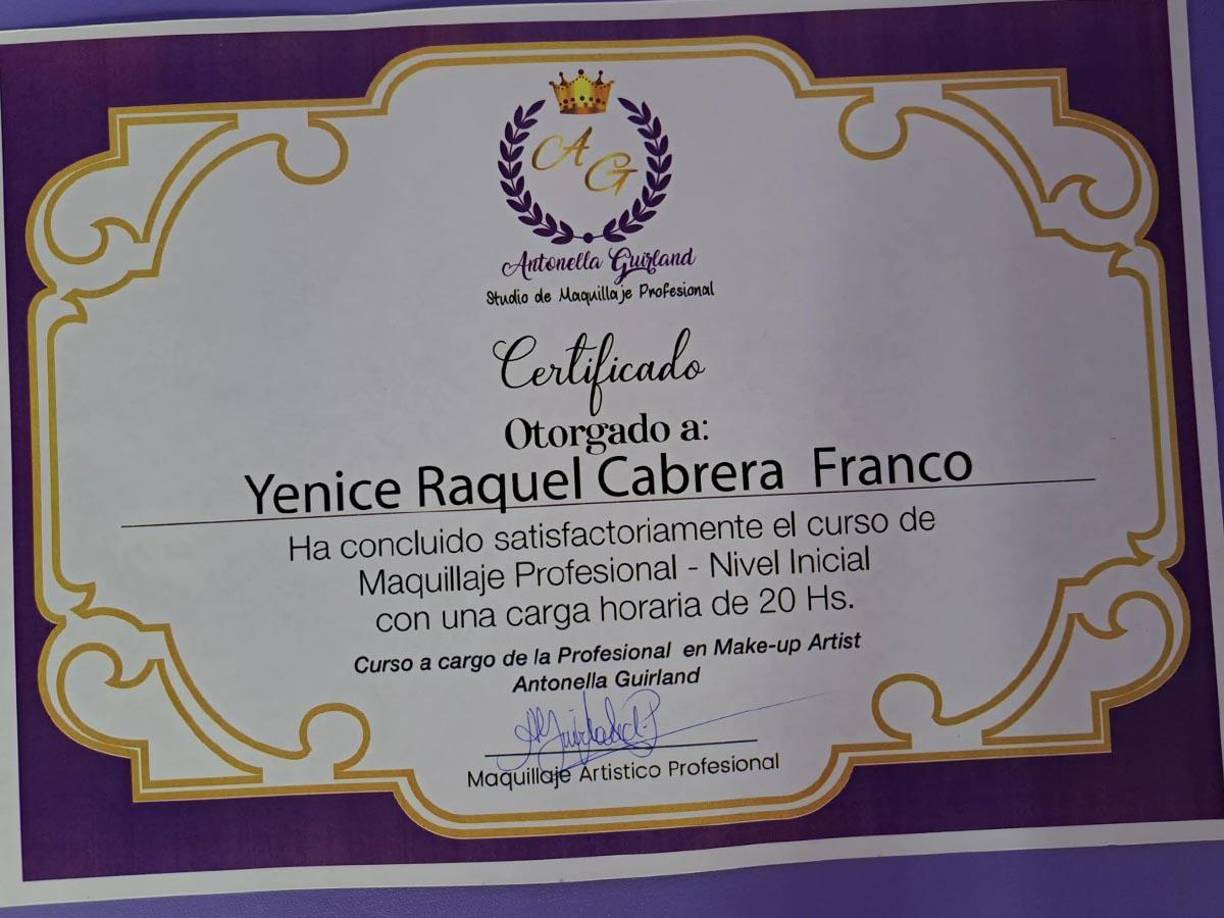 A G
Antonella Guirland
Studio de Maquillaje Profesional
Certificado
Otorgado a:
Yenice Raquel Cabrera Franco
Ha concluido satisfactoriamente el curso de
Maquillaje Profesional - Nivel Inicial
con una carga horaria de 20 Hs.
Curso a cargo de la Profesional en Make-up Artist
Antonella Guirland
Maquillaje Artistico Profesional